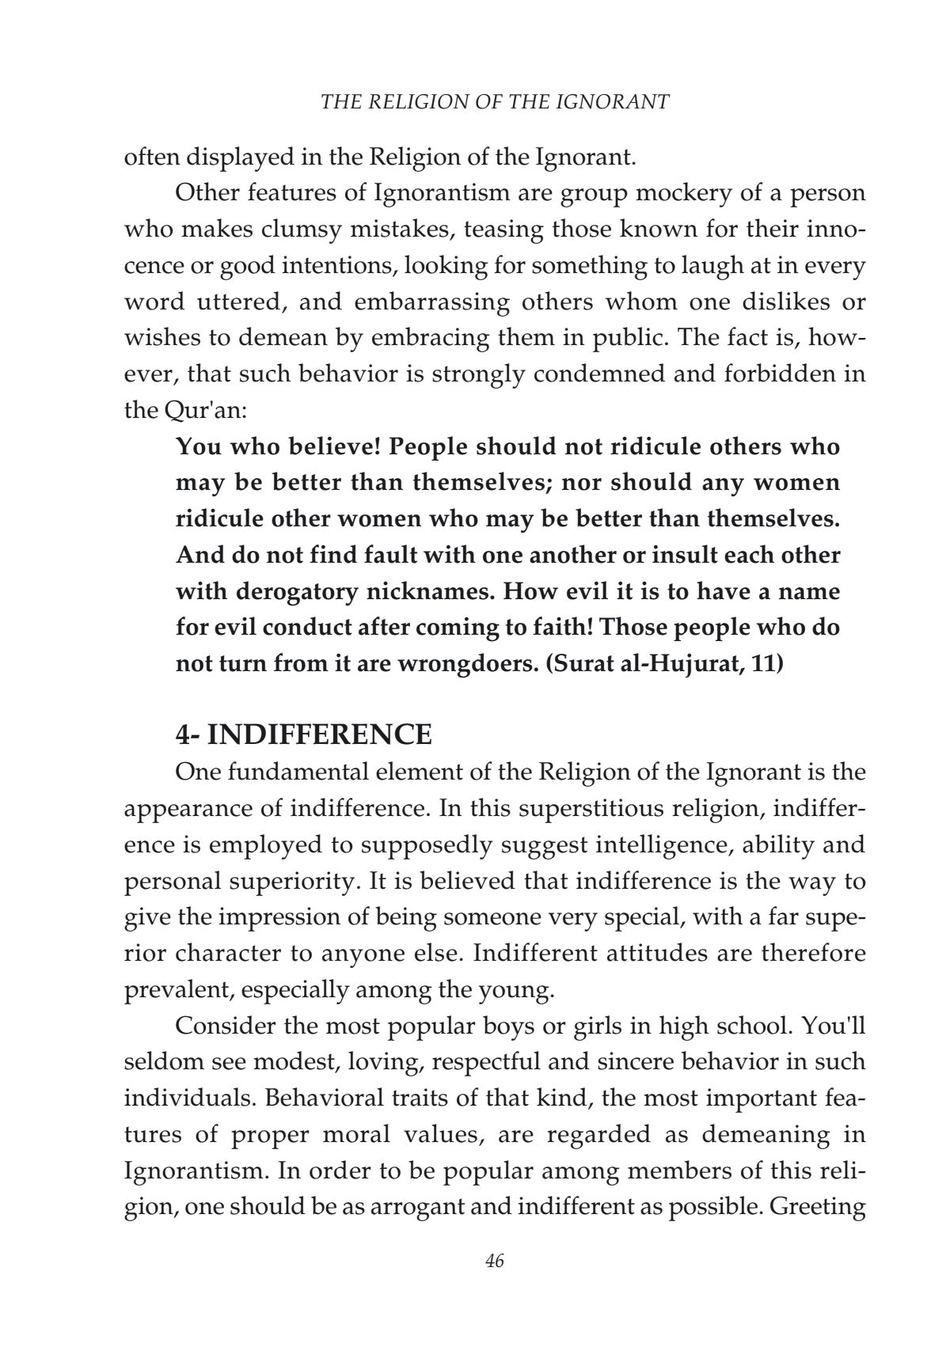 THE RELIGION OF THE IGNORANT
often displayed in the Religion of the Ignorant.
Other features of Ignorantism are group mockery of a person
who makes clumsy mistakes, teasing those known for their inno-
cence or good intentions, looking for something to laugh at in every
word uttered, and embarrassing others whom one dislikes or
wishes to demean by embracing them in public. The fact is, how-
ever, that such behavior is strongly condemned and forbidden in
the Qur'an:
You who believe! People should not ridicule others who
may be better than themselves; nor should any women
ridicule other women who may be better than themselves.
And do not find fault with one another or insult each other
with derogatory nicknames. How evil it is to have a name
for evil conduct after coming to faith! Those people who do
not turn from it are wrongdoers. (Surat al-Hujurat, 11)
4- INDIFFERENCE
One fundamental element of the Religion of the Ignorant is the
appearance of indifference. In this superstitious religion, indiffer-
ence is employed to supposedly suggest intelligence, ability and
personal superiority. It is believed that indifference is the way to
give the impression of being someone very special, with a far supe-
rior character to anyone else. Indifferent attitudes are therefore
prevalent, especially among the young.
Consider the most popular boys or girls in high school. You'll
seldom see modest, loving, respectful and sincere behavior in such
individuals. Behavioral traits of that kind, the most important fea-
tures of proper moral values, are regarded as demeaning in
Ignorantism. In order to be popular among members of this reli-
gion, one should be as arrogant and indifferent as possible. Greeting
46